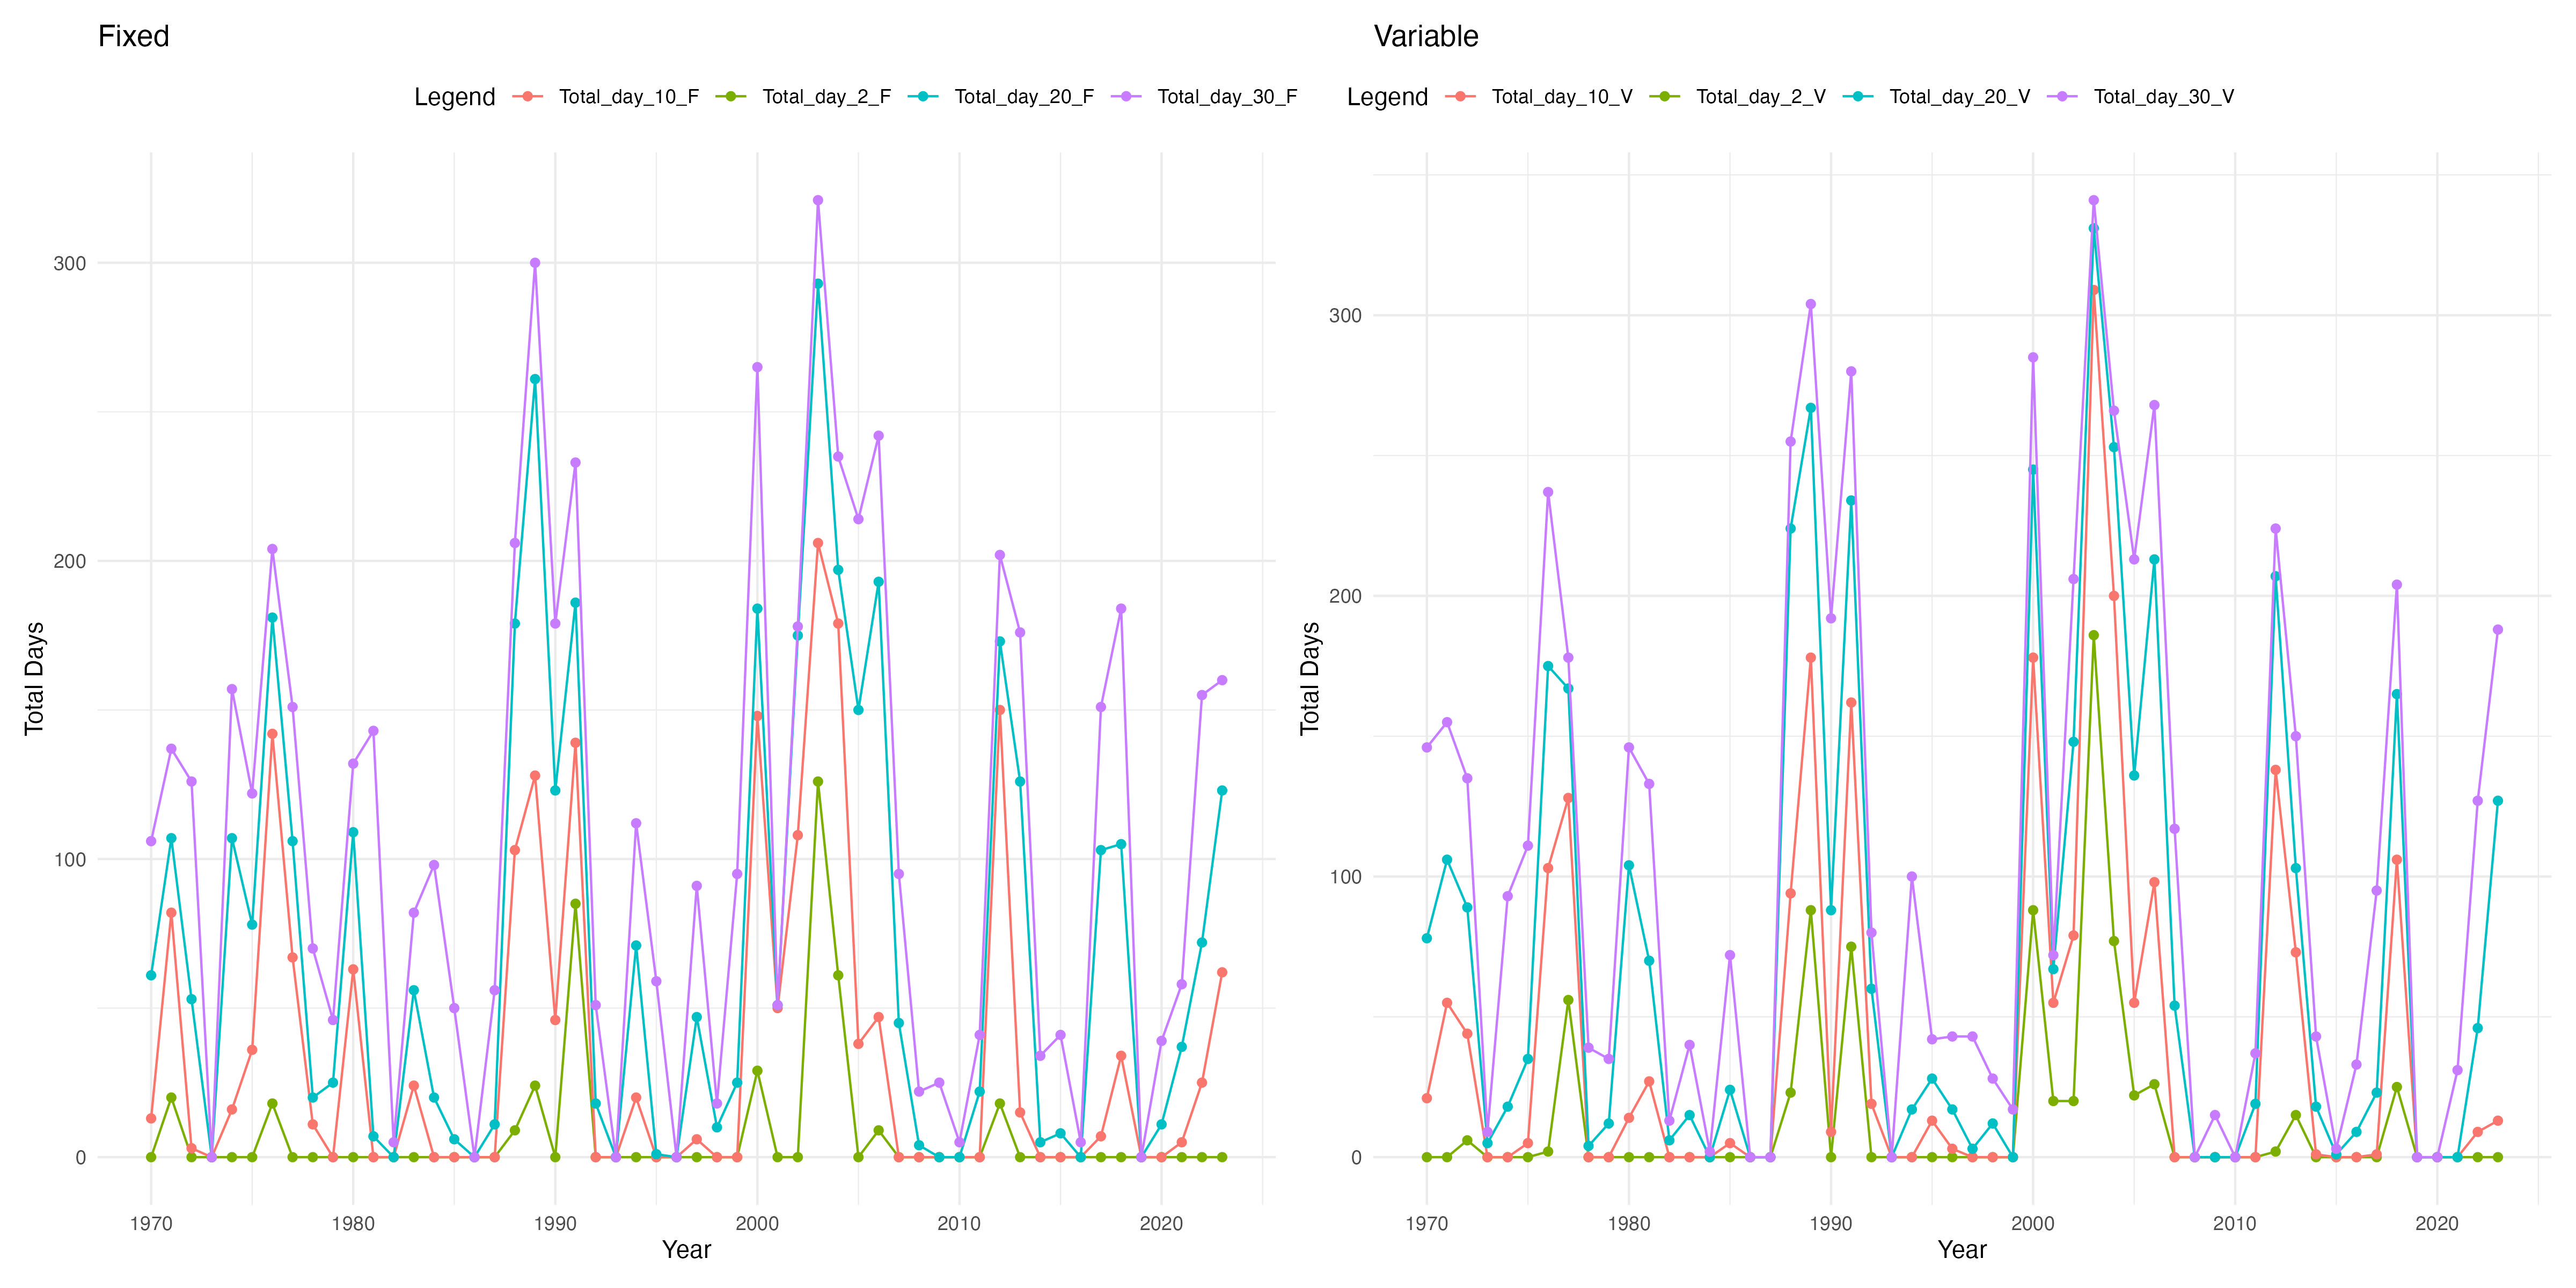 Fixed
Legend Total_day_10_F Total_day_2_F Total_day_20_F Total_day_30_F
300
200
100
0
Total Days
1970 1980 1990 2000 2010 2020
Year
Variable
Legend Total_day_10_V Total_day_2_V Total_day_20_V Total_day_30_V
300
200
100
0
Total Days
1970 1980 1990 2000 2010 2020
Year